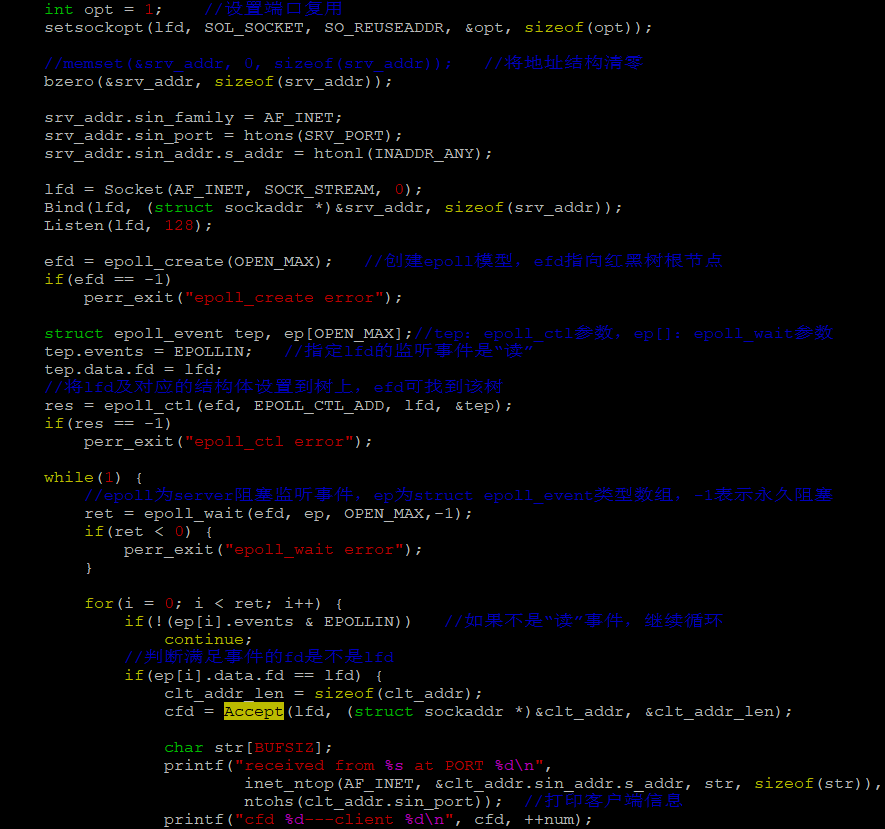 int opt = 1;    //设置端口复用
setsockopt(lfd, SOL_SOCKET, SO_REUSEADDR, &opt, sizeof(opt));
//memset(&srv_addr, 0, sizeof(srv_addr));   //将地址结构清零
bzero(&srv_addr, sizeof(srv_addr));
srv_addr.sin_family = AF_INET;
srv_addr.sin_port = htons(SRV_PORT);
srv_addr.sin_addr.s_addr = htonl(INADDR_ANY);
lfd = Socket(AF_INET, SOCK_STREAM, 0);
Bind(lfd, (struct sockaddr *)&srv_addr, sizeof(srv_addr));
Listen(lfd, 128);
efd = epoll_create(OPEN_MAX);   //创建epoll模型, efd指向红黑树根节点
if(efd == -1)
    perr_exit("epoll_create error");
struct epoll_event tep, ep[OPEN_MAX];//tep: epoll_ctl参数, ep[]: epoll_wait参数
tep.events = EPOLLIN;   //指定lfd的监听事件是“读”
tep.data.fd = lfd;
//将lfd及对应的结构体设置到树上, efd可找到该树
res = epoll_ctl(efd, EPOLL_CTL_ADD, lfd, &tep);
if(res == -1)
    perr_exit("epoll_ctl error");
while(1) {
    //epoll为server阻塞监听事件, ep为struct epoll_event类型数组, -1表示永久阻塞
    ret = epoll_wait(efd, ep, OPEN_MAX,-1);
    if(ret < 0) {
        perr_exit("epoll_wait error");
    }
    for(i = 0; i < ret; i++) {
        if(!(ep[i].events & EPOLLIN))   //如果不是“读”事件, 继续循环
            continue;
        //判断满足事件的fd是不是lfd
        if(ep[i].data.fd == lfd) {
            clt_addr_len = sizeof(clt_addr);
            cfd = Accept(lfd, (struct sockaddr *)&clt_addr, &clt_addr_len);
            char str[BUFSIZ];
            printf("received from %s at PORT %d\n",
                    inet_ntop(AF_INET, &clt_addr.sin_addr.s_addr, str, sizeof(str)),
                    ntohs(clt_addr.sin_port));  //打印客户端信息
            printf("cfd %d---client %d\n", cfd, ++num);